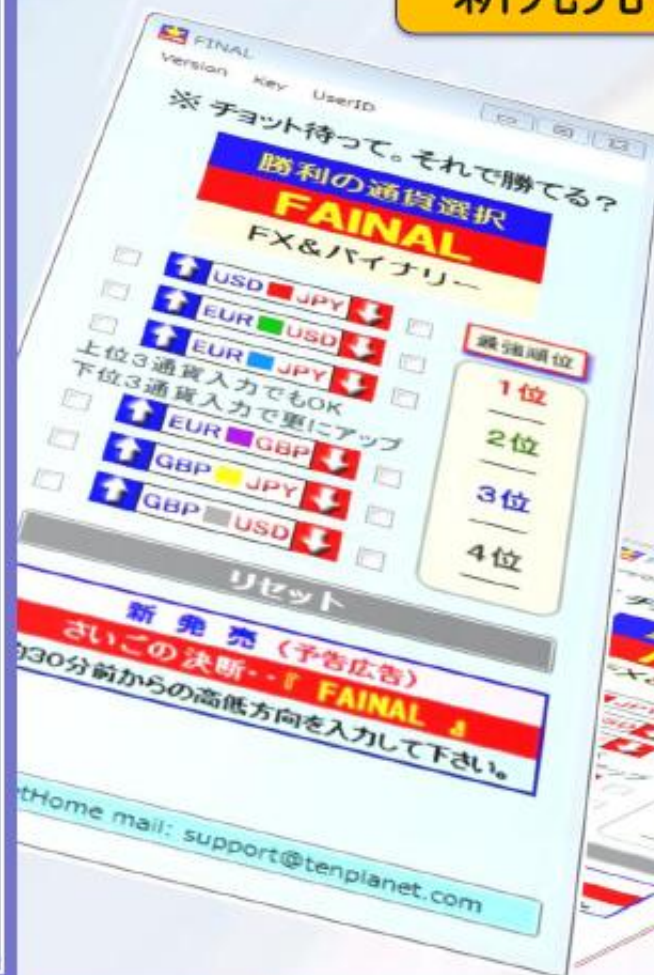 FINAL
Version Key UserID
※ チョット待って。それで勝てる？
勝利の通貨選択
FAINAL
FX&バイナリー
USD JPY
EUR USD
EUR JPY
上位3通貨入力でもOK
下位3通貨入力で更にアップ
EUR GBP
GBP JPY
GBP USD
最強順位
1位
2位
3位
4位
リセット
新 発 売 (予告広告)
さいごの決断・・『 FAINAL 』
30分前からの高低方向を入力して下さい。
etHome mail: support@tenplanet.com